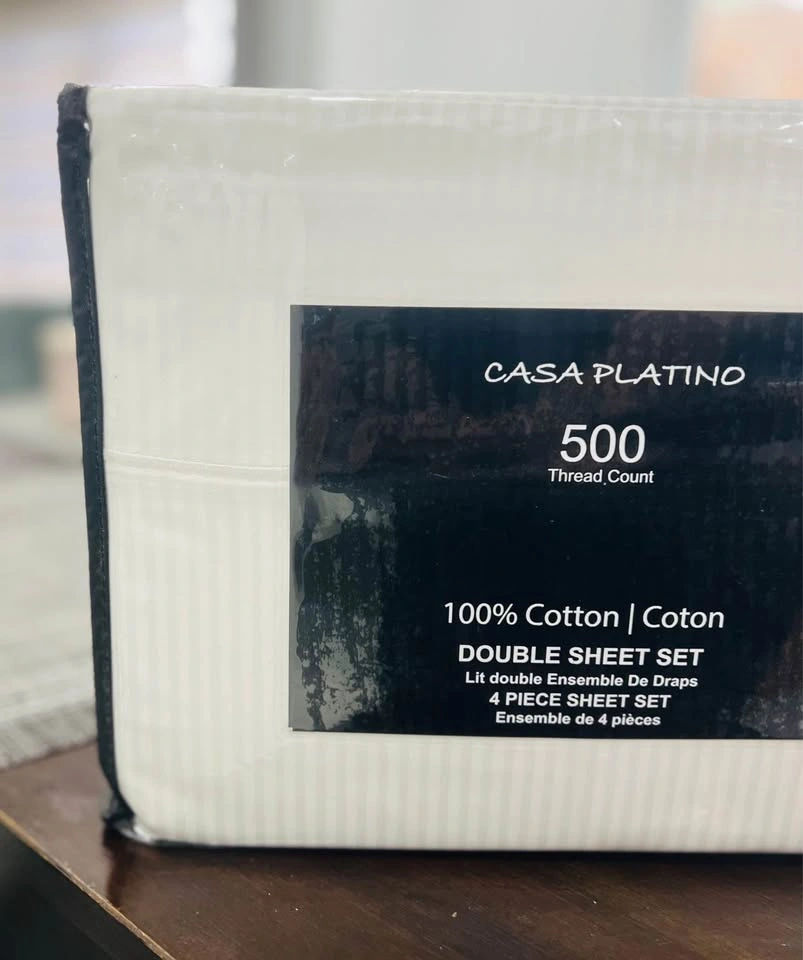 CASA PLATINO
500
Thread Count
100% Cotton | Coton
DOUBLE SHEET SET
Lit double Ensemble De Draps
4 PIECE SHEET SET
Ensemble de 4 pièces